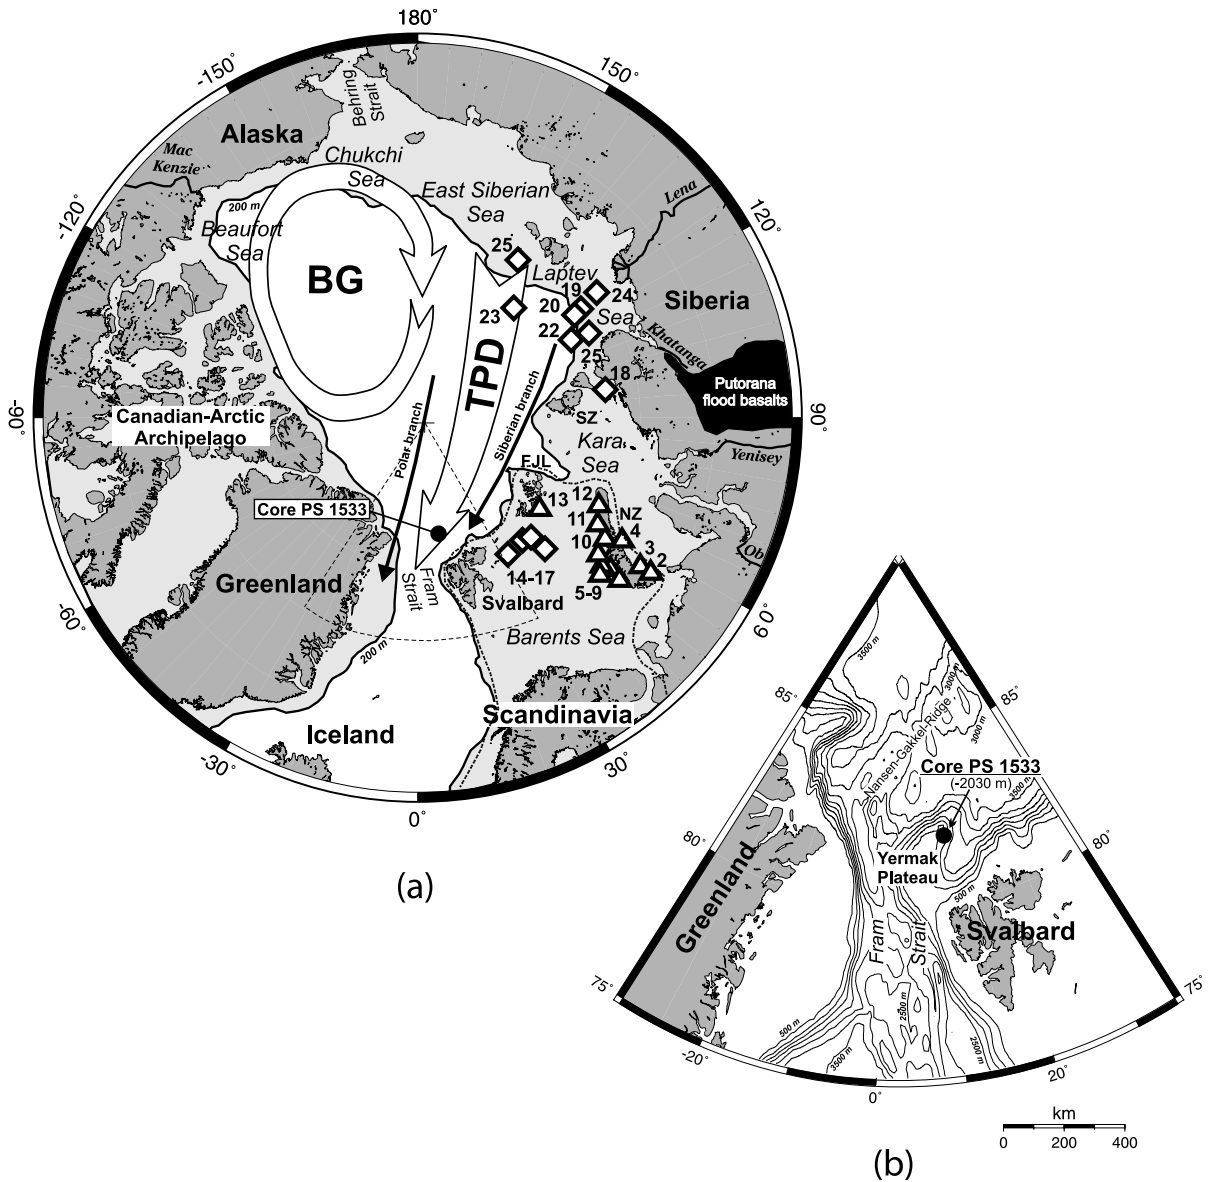 180°
-150°
150°
Behring
Strait
Alaska
Mac
Kenzie
Chukchi
Sea
East Siberian
Sea
Lena
-120°
120°
200 m
Beaufort
Sea
25
Laptev
BG
19
24
Siberia
20
Sea
23
22
Khatanga
25
TPD
18
Putorana
flood basalts
Siberian branch
Polar branch
SZ
-90°
90°
Canadian-Arctic
Archipelago
Kara
Sea
Yenisey
FJL
13
12
NZ
Core PS 1533
11
4
10
3
2
Ob
Greenland
14-17
5-9
Fram
Strait
Svalbard
-60°
60°
Barents Sea
200 m
Scandinavia
Iceland
-30°
30°
0°
(a)
3500 m
3000 m
85°
85°
Nansen-Gakkel Ridge
3000 m
Core PS 1533
(-2030 m)
3500 m
80°
80°
Yermak
Plateau
500 m
Greenland
Fram
Strait
Svalbard
75°
75°
2500 m
500 m
3500 m
2500 m
-20°
20°
0°
km
0 200 400
(b)